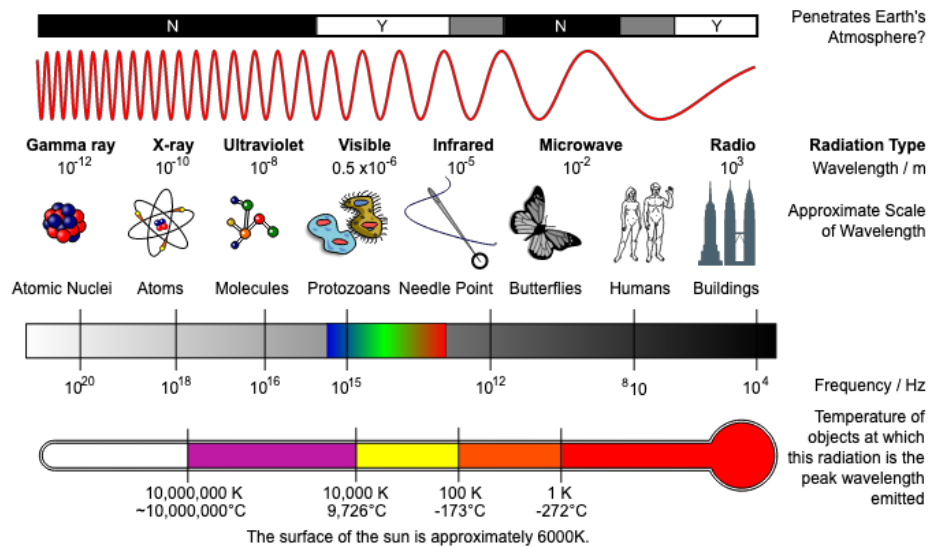 N Y N Y Penetrates Earth's
Atmosphere?
Gamma ray X-ray Ultraviolet Visible Infrared Microwave Radio Radiation Type
10⁻¹² 10⁻¹⁰ 10⁻⁸ 0.5 x10⁻⁶ 10⁻⁵ 10⁻² 10³ Wavelength / m
Approximate Scale
of Wavelength
Atomic Nuclei Atoms Molecules Protozoans Needle Point Butterflies Humans Buildings
10²⁰ 10¹⁸ 10¹⁶ 10¹⁵ 10¹² ⁸10 10⁴ Frequency / Hz
Temperature of
objects at which
this radiation is the
peak wavelength
emitted
10,000,000 K 10,000 K 100 K 1 K
~10,000,000°C 9,726°C -173°C -272°C
The surface of the sun is approximately 6000K.